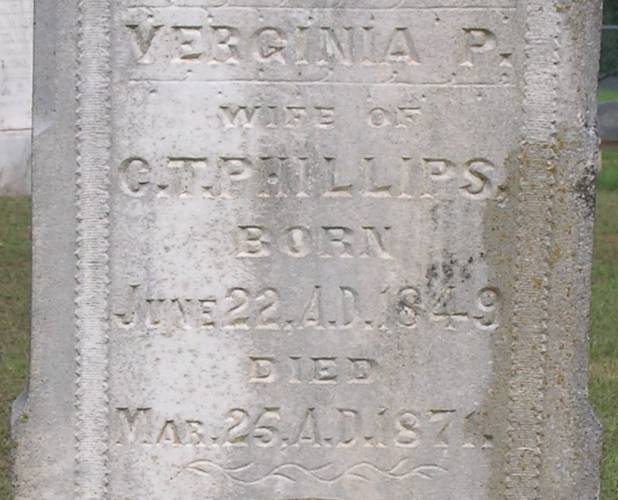 VERGINIA P.
WIFE OF
C.T. PHILLIPS.
BORN
JUNE 22, A.D. 1849
DIED
MAR. 25, A.D. 1871.